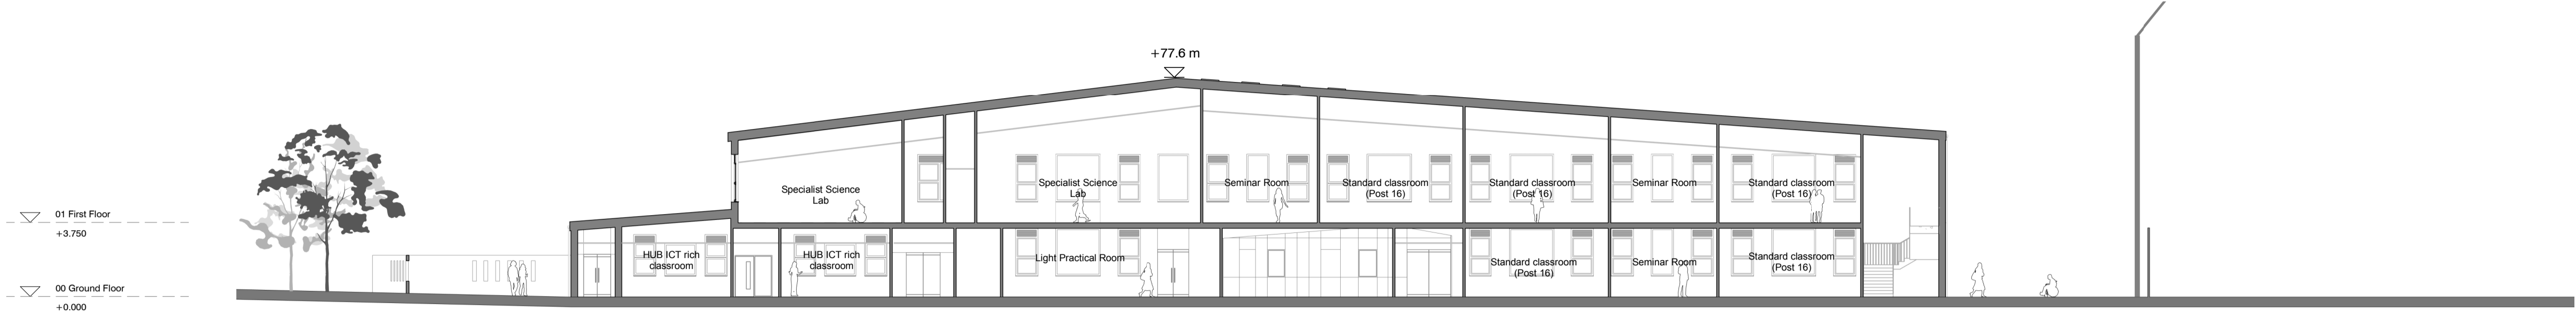 +77.6 m
Specialist Science
Lab
Specialist Science
Lab
Seminar Room
Standard classroom
(Post 16)
Standard classroom
(Post 16)
Seminar Room
Standard classroom
(Post 16)
01 First Floor
+3.750
HUB ICT rich
classroom
HUB ICT rich
classroom
Light Practical Room
Standard classroom
(Post 16)
Seminar Room
Standard classroom
(Post 16)
00 Ground Floor
+0.000